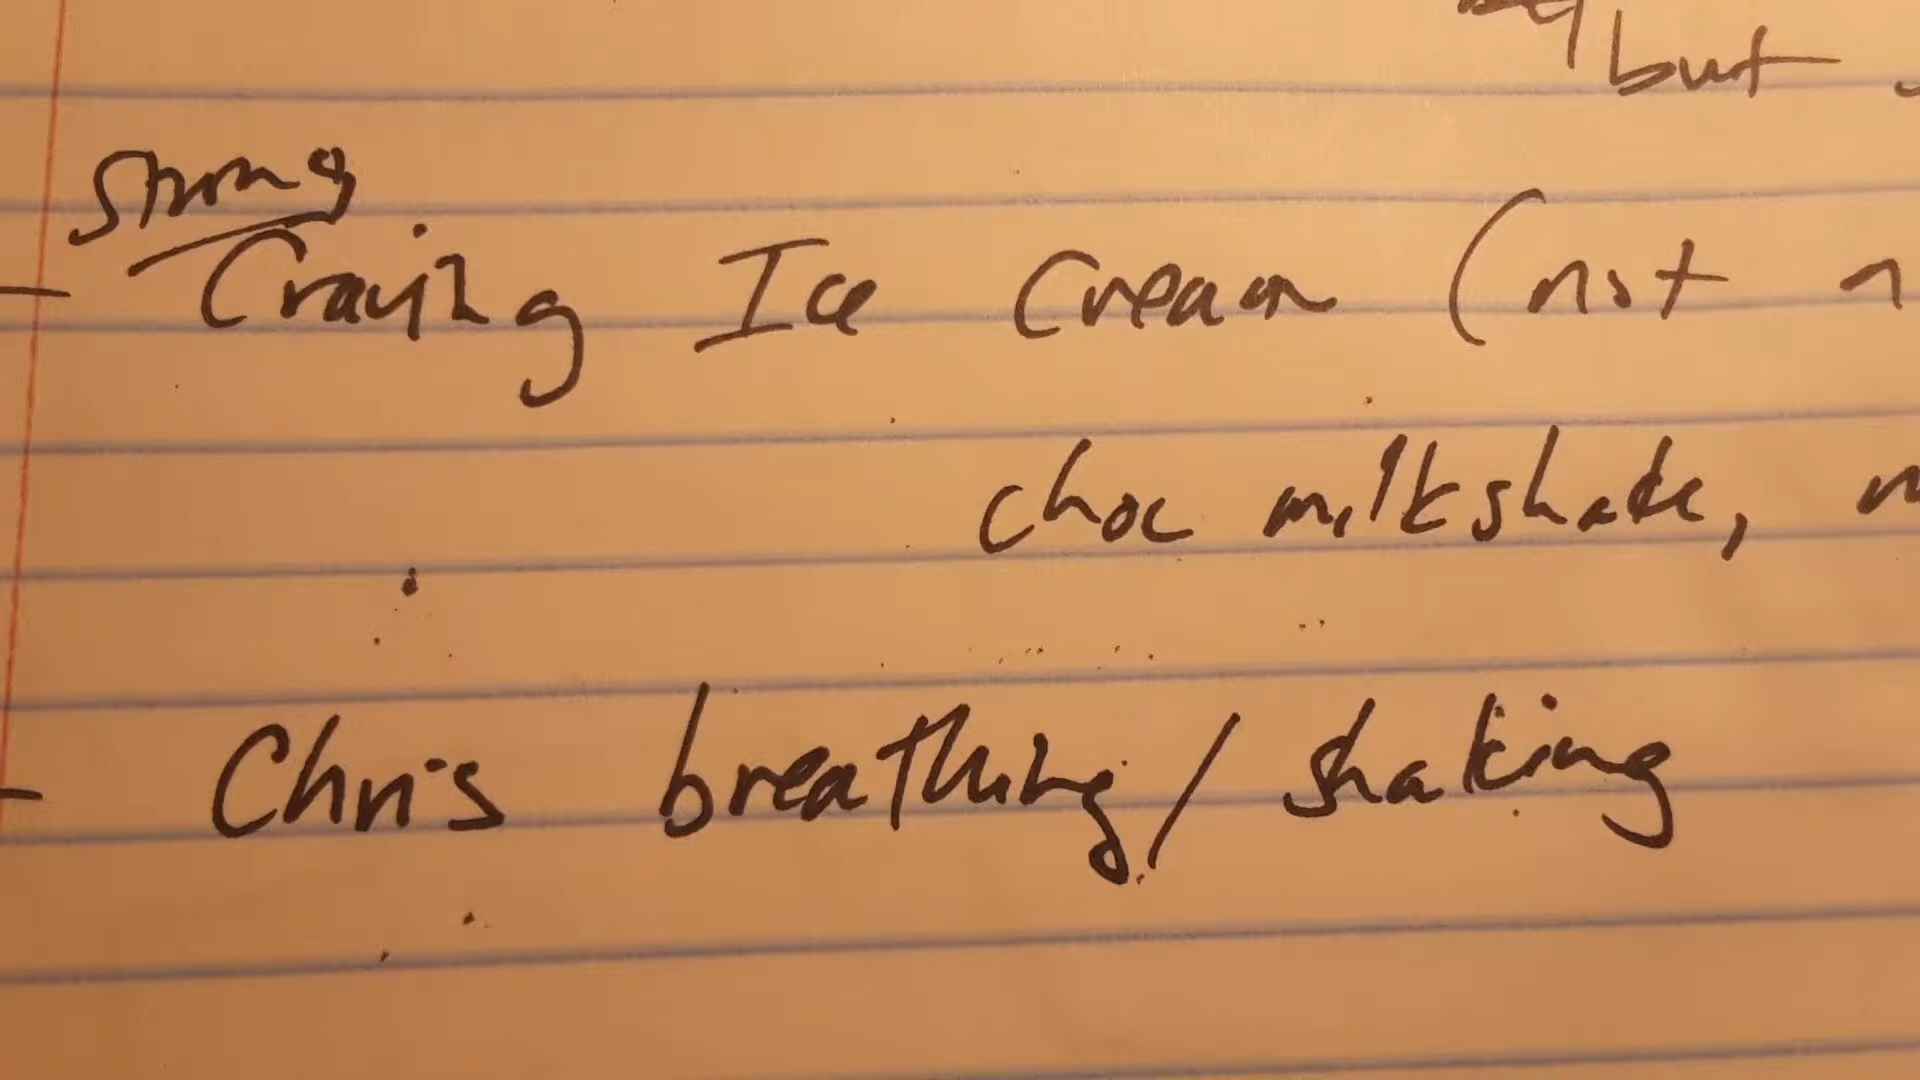 but
Strong
- Craving Ice Cream (not
choc milkshake,
- Chris breathing/shaking